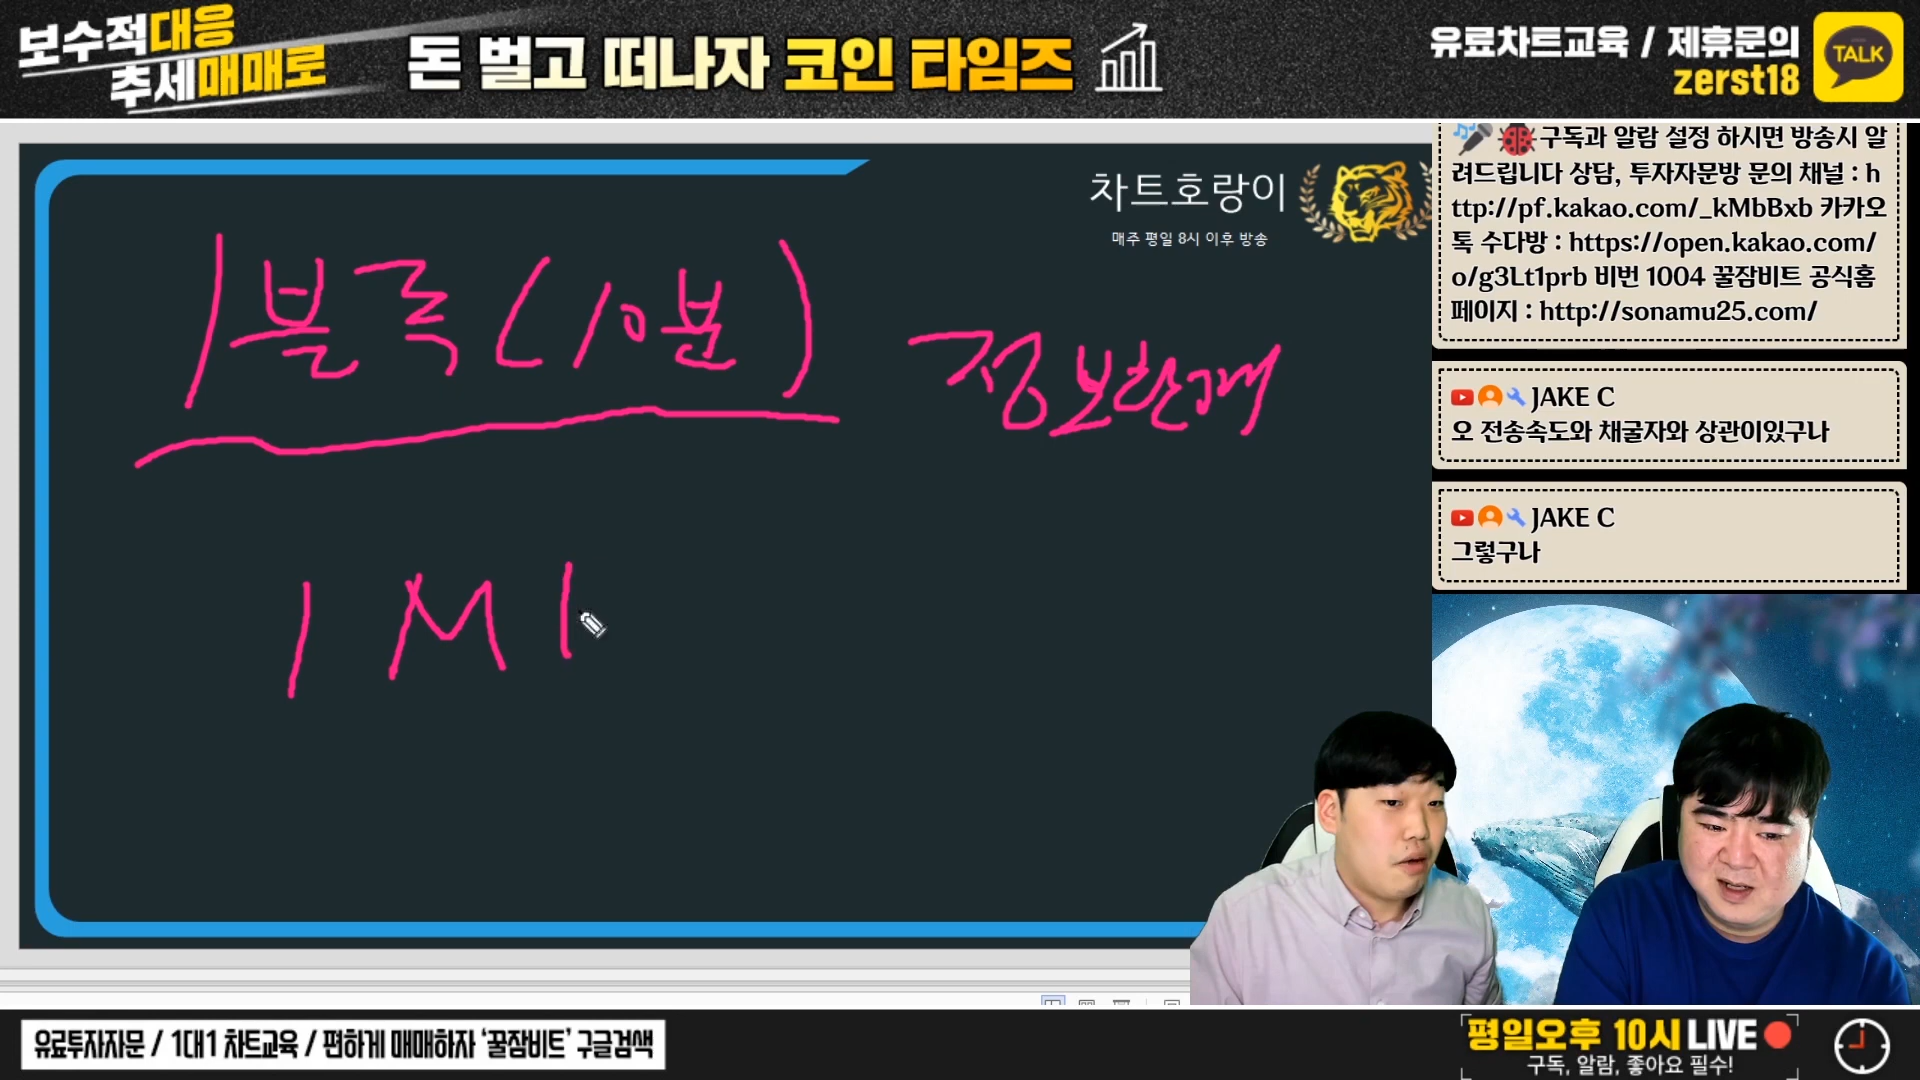 보수적대응
추세매매로
돈 벌고 떠나자 코인 타임즈
유료차트교육 / 제휴문의
zerst18
TALK
차트호랑이
매주 평일 8시 이후 방송
1블록(10분)
1 M
구독과 알람 설정 하시면 방송시 알
려드립니다 상담, 투자자문방 문의 채널 : h
ttp://pf.kakao.com/_kMbBxb 카카오
톡 수다방 : https://open.kakao.com/
o/g3Lt1prb 비번 1004 꿀잠비트 공식홈
페이지 : http://sonamu25.com/
JAKE C
오 전송속도와 채굴자와 상관이있구나
JAKE C
그렇구나
유료투자자문 / 1대1 차트교육 / 편하게 매매하자 ‘꿀잠비트’ 구글검색
평일오후 10시 LIVE
구독, 알람, 좋아요 필수!